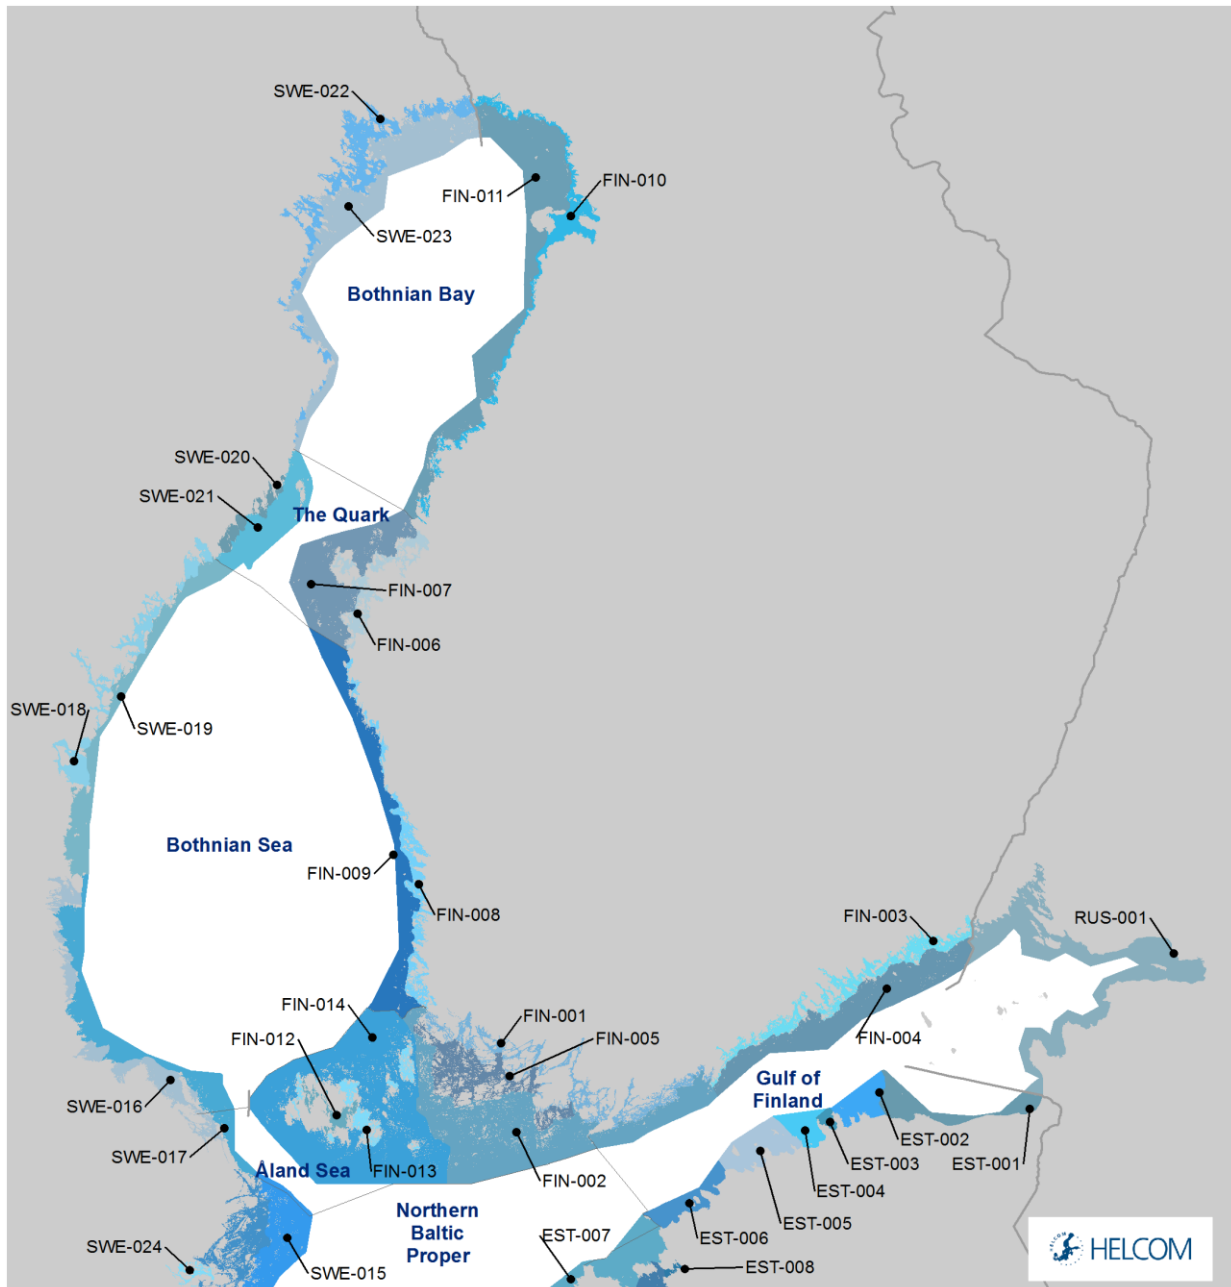 SWE-022
FIN-010
FIN-011
SWE-023
Bothnian Bay
SWE-020
SWE-021
The Quark
FIN-007
FIN-006
SWE-018
SWE-019
Bothnian Sea
FIN-009
FIN-008
FIN-003
RUS-001
FIN-014
FIN-001
FIN-012
FIN-005
FIN-004
Gulf of
Finland
SWE-016
SWE-017
EST-002
EST-003
EST-001
Åland Sea
FIN-013
FIN-002
EST-004
Northern
Baltic
Proper
EST-005
EST-007
EST-006
SWE-024
SWE-015
EST-008
HELCOM